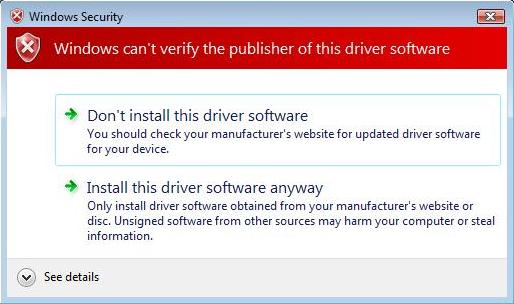 Windows Security
Windows can't verify the publisher of this driver software
Don't install this driver software
You should check your manufacturer's website for updated driver software
for your device.
Install this driver software anyway
Only install driver software obtained from your manufacturer's website or
disc. Unsigned software from other sources may harm your computer or steal
information.
See details